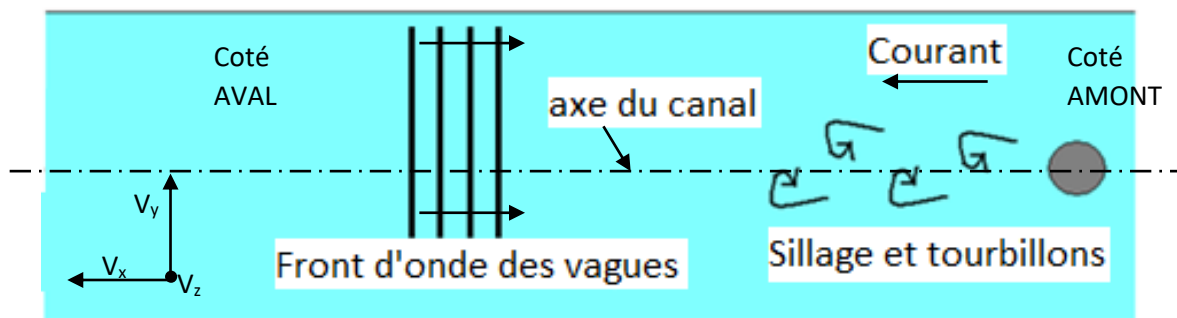 Coté
AVAL
Courant
Coté
AMONT
axe du canal
Vy
Vx
Vz
Front d'onde des vagues
Sillage et tourbillons